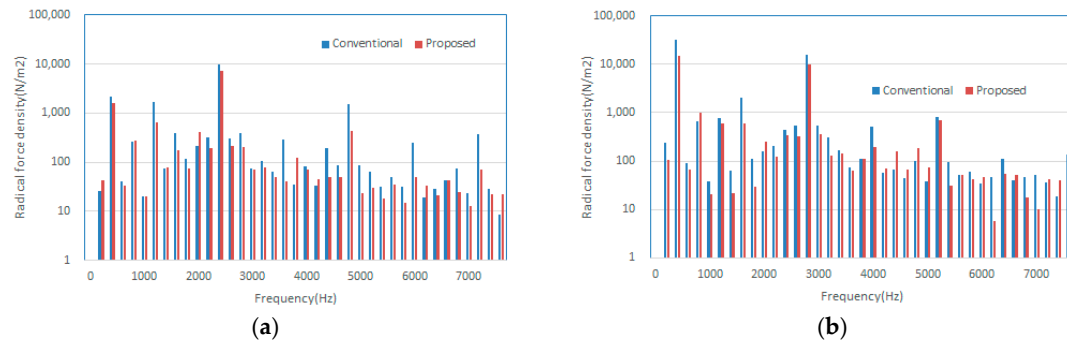 100,000
10,000
1,000
100
10
1
Radical force density(N/m2)
Conventional Proposed
0 1000 2000 3000 4000 5000 6000 7000
Frequency(Hz)
(a)
100,000
10,000
1,000
100
10
1
Radical force density(N/m2)
Conventional Proposed
0 1000 2000 3000 4000 5000 6000 7000
Frequency(Hz)
(b)